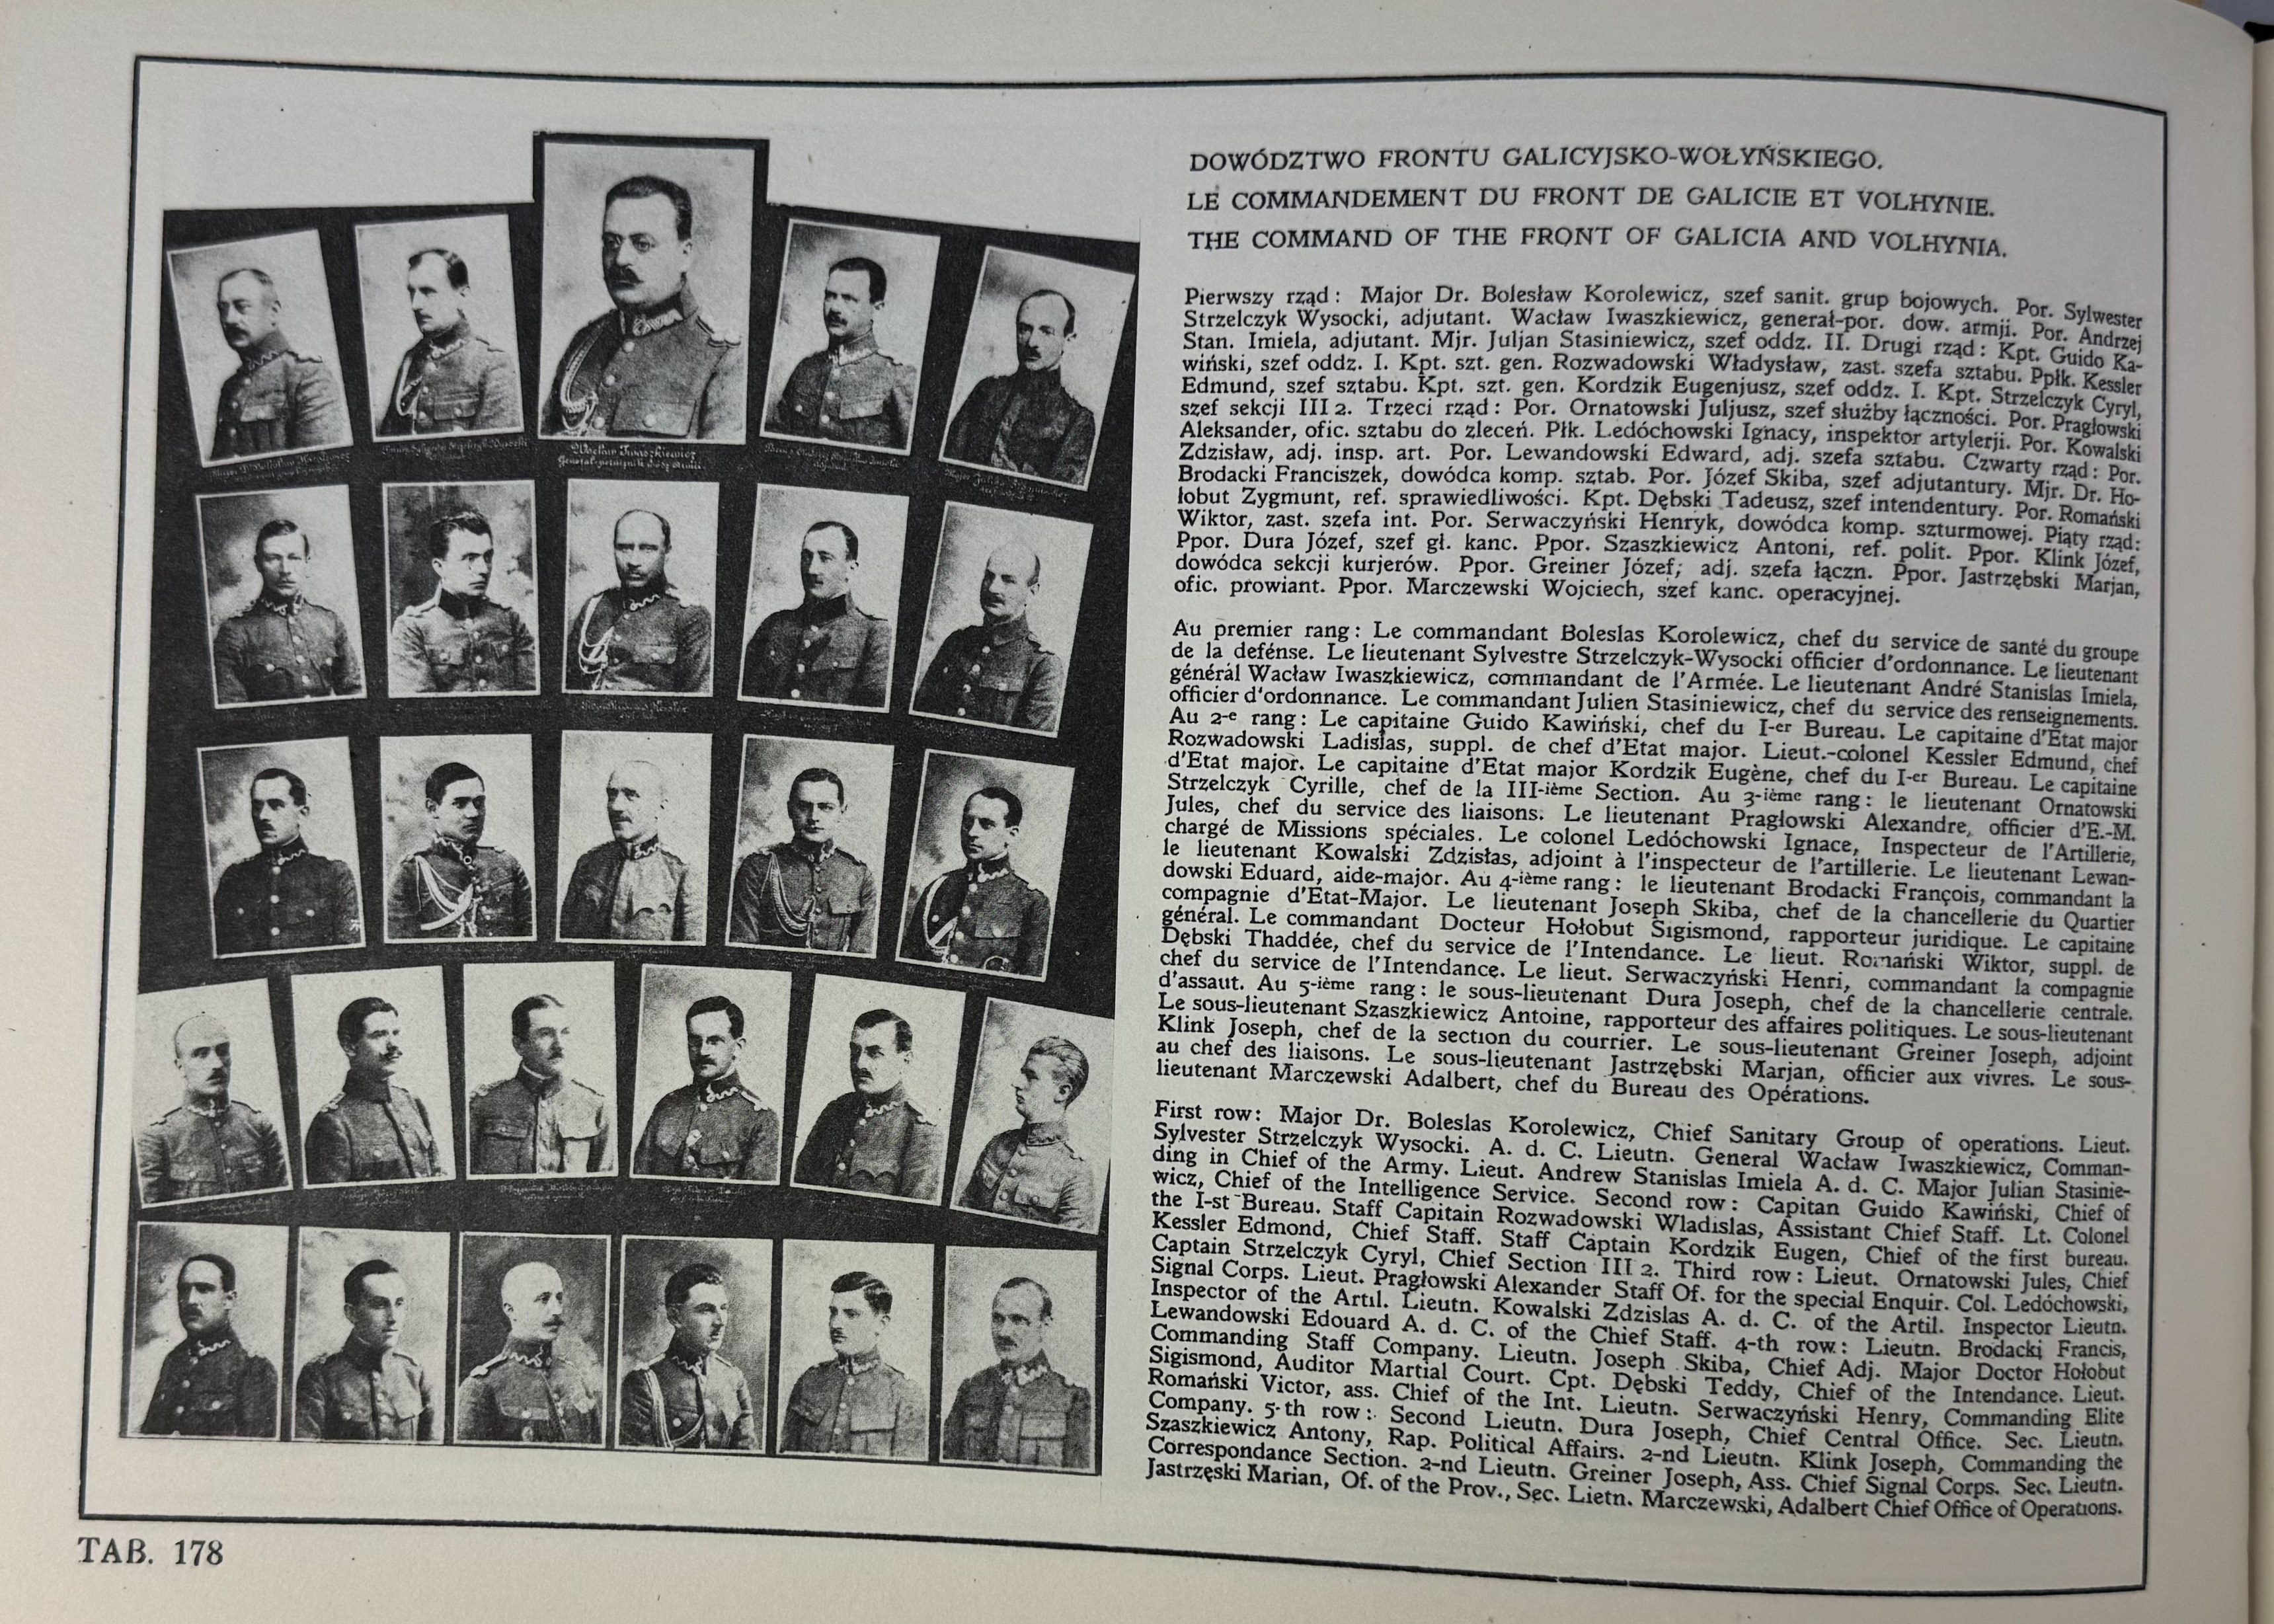 DOWÓDZTWO FRONTU GALICYJSKO-WOŁYŃSKIEGO.
LE COMMANDEMENT DU FRONT DE GALICIE ET VOLHYNIE.
THE COMMAND OF THE FRONT OF GALICIA AND VOLHYNIA.
Pierwszy rząd: Major Dr. Bolesław Korolewicz, szef sanit. grup bojowych. Por. Sylwester
Strzelczyk Wysocki, adjutant. Wacław Iwaszkiewicz, generał-por. dow. armji. Por. Andrzej
Stan. Imiela, adjutant. Mjr. Juljan Stasiniewicz, szef oddz. II. Drugi rząd: Kpt. Guido Ka-
wiński, szef oddz. I. Kpt. szt. gen. Rozwadowski Władysław, zast. szefa sztabu. Ppłk. Kessler
Edmund, szef sztabu. Kpt. szt. gen. Kordzik Eugenjusz, szef oddz. I. Kpt. Strzelczyk Cyryl,
szef sekcji III 2. Trzeci rząd: Por. Ornatowski Juljusz, szef służby łączności. Por. Pragłowski
Aleksander, ofic. sztabu do zleceń. Płk. Ledóchowski Ignacy, inspektor artylerji. Por. Kowalski
Zdzisław, adj. insp. art. Por. Lewandowski Edward, adj. szefa sztabu. Czwarty rząd: Por.
Brodacki Franciszek, dowódca komp. sztab. Por. Józef Skiba, szef adjutantury. Mjr. Dr. Ho-
łobut Zygmunt, ref. sprawiedliwości. Kpt. Dębski Tadeusz, szef intendentury. Por. Romański
Wiktor, zast. szefa int. Por. Serwaczyński Henryk, dowódca komp. szturmowej. Piąty rząd:
Ppor. Dura Józef, szef gł. kanc. Ppor. Szaszkiewicz Antoni, ref. polit. Ppor. Klink Józef,
dowódca sekcji kurjerów. Ppor. Greiner Józef; adj. szefa łączn. Ppor. Jastrzębski Marjan,
ofic. prowiant. Ppor. Marczewski Wojciech, szef kanc. operacyjnej.
Au premier rang: Le commandant Boleslas Korolewicz, chef du service de santé du groupe
de la defénse. Le lieutenant Sylvestre Strzelczyk-Wysocki officier d'ordonnance. Le lieutenant
générál Wacław Iwaszkiewicz, commandant de l'Armée. Le lieutenant André Stanislas Imiela,
officier d'ordonnance. Le commandant Julien Stasiniewicz, chef du service des renseignements.
Au 2-e rang: Le capitaine Guido Kawiński, chef du I-er Bureau. Le capitaine d'Etat major
Rozwadowski Ladislas, suppl. de chef d'Etat major. Lieut.-colonel Kessler Edmund, chef
d'Etat major. Le capitaine d'Etat major Kordzik Eugène, chef du I-er Bureau. Le capitaine
Strzelczyk Cyrille, chef de la III-ième Section. Au 3-ième rang: le lieutenant Ornatowski
Jules, chef du service des liaisons. Le lieutenant Pragłowski Alexandre, officier d'E.-M.
chargé de Missions spéciales. Le colonel Ledóchowski Ignace, Inspecteur de l'Artillerie,
le lieutenant Kowalski Zdzisłas, adjoint à l'inspecteur de l'artillerie. Le lieutenant Lewan-
dowski Eduard, aide-majór. Au 4-ième rang: le lieutenant Brodacki François, commandant la
compagnie d'Etat-Major. Le lieutenant Joseph Skiba, chef de la chancellerie du Quartier
général. Le commandant Docteur Hołobut Sigismond, rapporteur juridique. Le capitaine
Dębski Thaddée, chef du service de l'Intendance. Le lieut. Romański Wiktor, suppl. de
chef du service de l'Intendance. Le lieut. Serwaczyński Henri, commandant la compagnie
d'assaut. Au 5-ième rang: le sous-lieutenant Dura Joseph, chef de la chancellerie centrale.
Le sous-lieutenant Szaszkiewicz Antoine, rapporteur des affaires politiques. Le sous-lieutenant
Klink Joseph, chef de la section du courrier. Le sous-lieutenant Greiner Joseph, adjoint
au chef des liaisons. Le sous-lieutenant Jastrzębski Marjan, officier aux vivres. Le sous-
lieutenant Marczewski Adalbert, chef du Bureau des Opérations.
First row: Major Dr. Boleslas Korolewicz, Chief Sanitary Group of operations. Lieut.
Sylvester Strzelczyk Wysocki. A. d. C. Lieutn. General Wacław Iwaszkiewicz, Comman-
ding in Chief of the Army. Lieut. Andrew Stanislas Imiela A. d. C. Major Julian Stasinie-
wicz, Chief of the Intelligence Service. Second row: Capitan Guido Kawiński, Chief of
the I-st Bureau. Staff Capitain Rozwadowski Wladislas, Assistant Chief Staff. Lt. Colonel
Kessler Edmond, Chief Staff. Staff Captain Kordzik Eugen, Chief of the first bureau.
Captain Strzelczyk Cyryl, Chief Section III 2. Third row: Lieut. Ornatowski Jules, Chief
Signal Corps. Lieut. Pragłowski Alexander Staff Of. for the special Enquir. Col. Ledóchowski,
Inspector of the Artil. Lieutn. Kowalski Zdzislas A. d. C. of the Artil. Inspector Lieutn.
Lewandowski Edouard A. d. C. of the Chief Staff. 4-th row: Lieutn. Brodacki Francis,
Commanding Staff Company. Lieutn. Joseph Skiba, Chief Adj. Major Doctor Hołobut
Sigismond, Auditor Martial Court. Cpt. Dębski Teddy, Chief of the Intendance. Lieut.
Romański Victor, ass. Chief of the Int. Lieutn. Serwaczyński Henry, Commanding Elite
Company. 5-th row: Second Lieutn. Dura Joseph, Chief Central Office. Sec. Lieutn.
Szaszkiewicz Antony, Rap. Political Affairs. 2-nd Lieutn. Klink Joseph, Commanding the
Correspondance Section. 2-nd Lieutn. Greiner Joseph, Ass. Chief Signal Corps. Sec. Lieutn.
Jastrzęski Marian, Of. of the Prov., Sec. Lietn. Marczewski, Adalbert Chief Office of Operations.
Wacław Iwaszkiewicz
TAB. 178